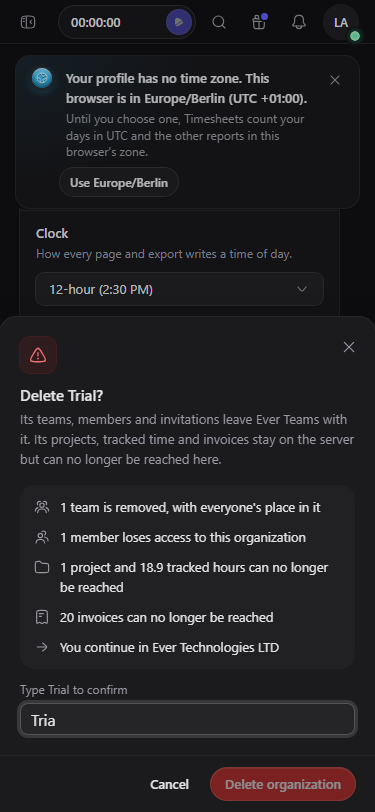 00:00:00
LA
Your profile has no time zone. This
browser is in Europe/Berlin (UTC +01:00).
Until you choose one, Timesheets count your
days in UTC and the other reports in this
browser's zone.
Use Europe/Berlin
Clock
How every page and export writes a time of day.
12-hour (2:30 PM)
Delete Trial?
Its teams, members and invitations leave Ever Teams with
it. Its projects, tracked time and invoices stay on the server
but can no longer be reached here.
1 team is removed, with everyone's place in it
1 member loses access to this organization
1 project and 18.9 tracked hours can no longer
be reached
20 invoices can no longer be reached
You continue in Ever Technologies LTD
Type Trial to confirm
Tria
Cancel
Delete organization